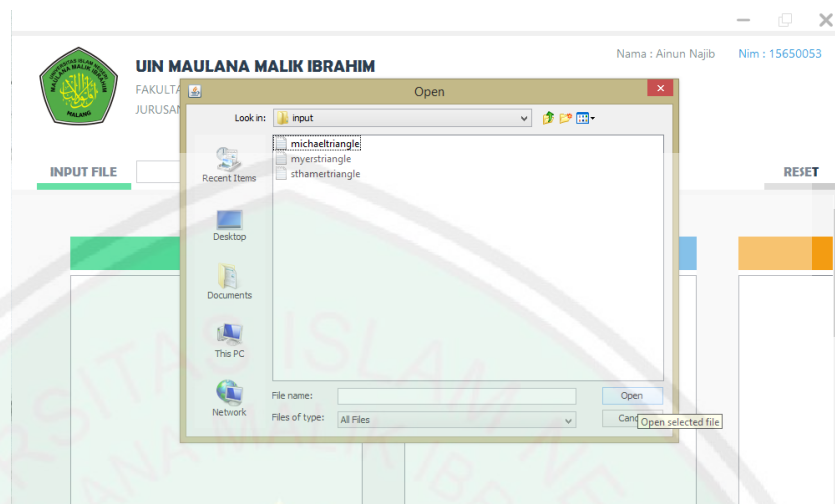 Nama : Ainun Najib Nim : 15650053
UIN MAULANA MALIK IBRAHIM
FAKULTA
JURUSAN
MALANG
Open
Look in: input
michaeltriangle
myerstriangle
sthamertriangle
Recent Items
Desktop
Documents
This PC
Network
INPUT FILE
RESET
File name: Open
Files of type: All Files Canc
Open selected file